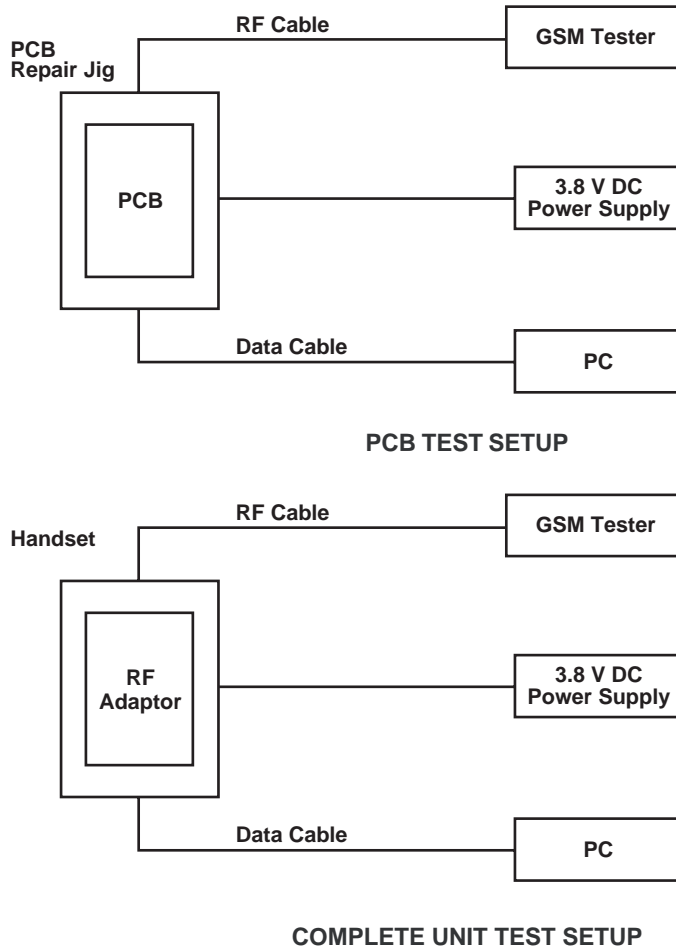 RF Cable
GSM Tester
PCB
Repair Jig
PCB
3.8 V DC
Power Supply
Data Cable
PC
PCB TEST SETUP
RF Cable
GSM Tester
Handset
RF
Adaptor
3.8 V DC
Power Supply
Data Cable
PC
COMPLETE UNIT TEST SETUP